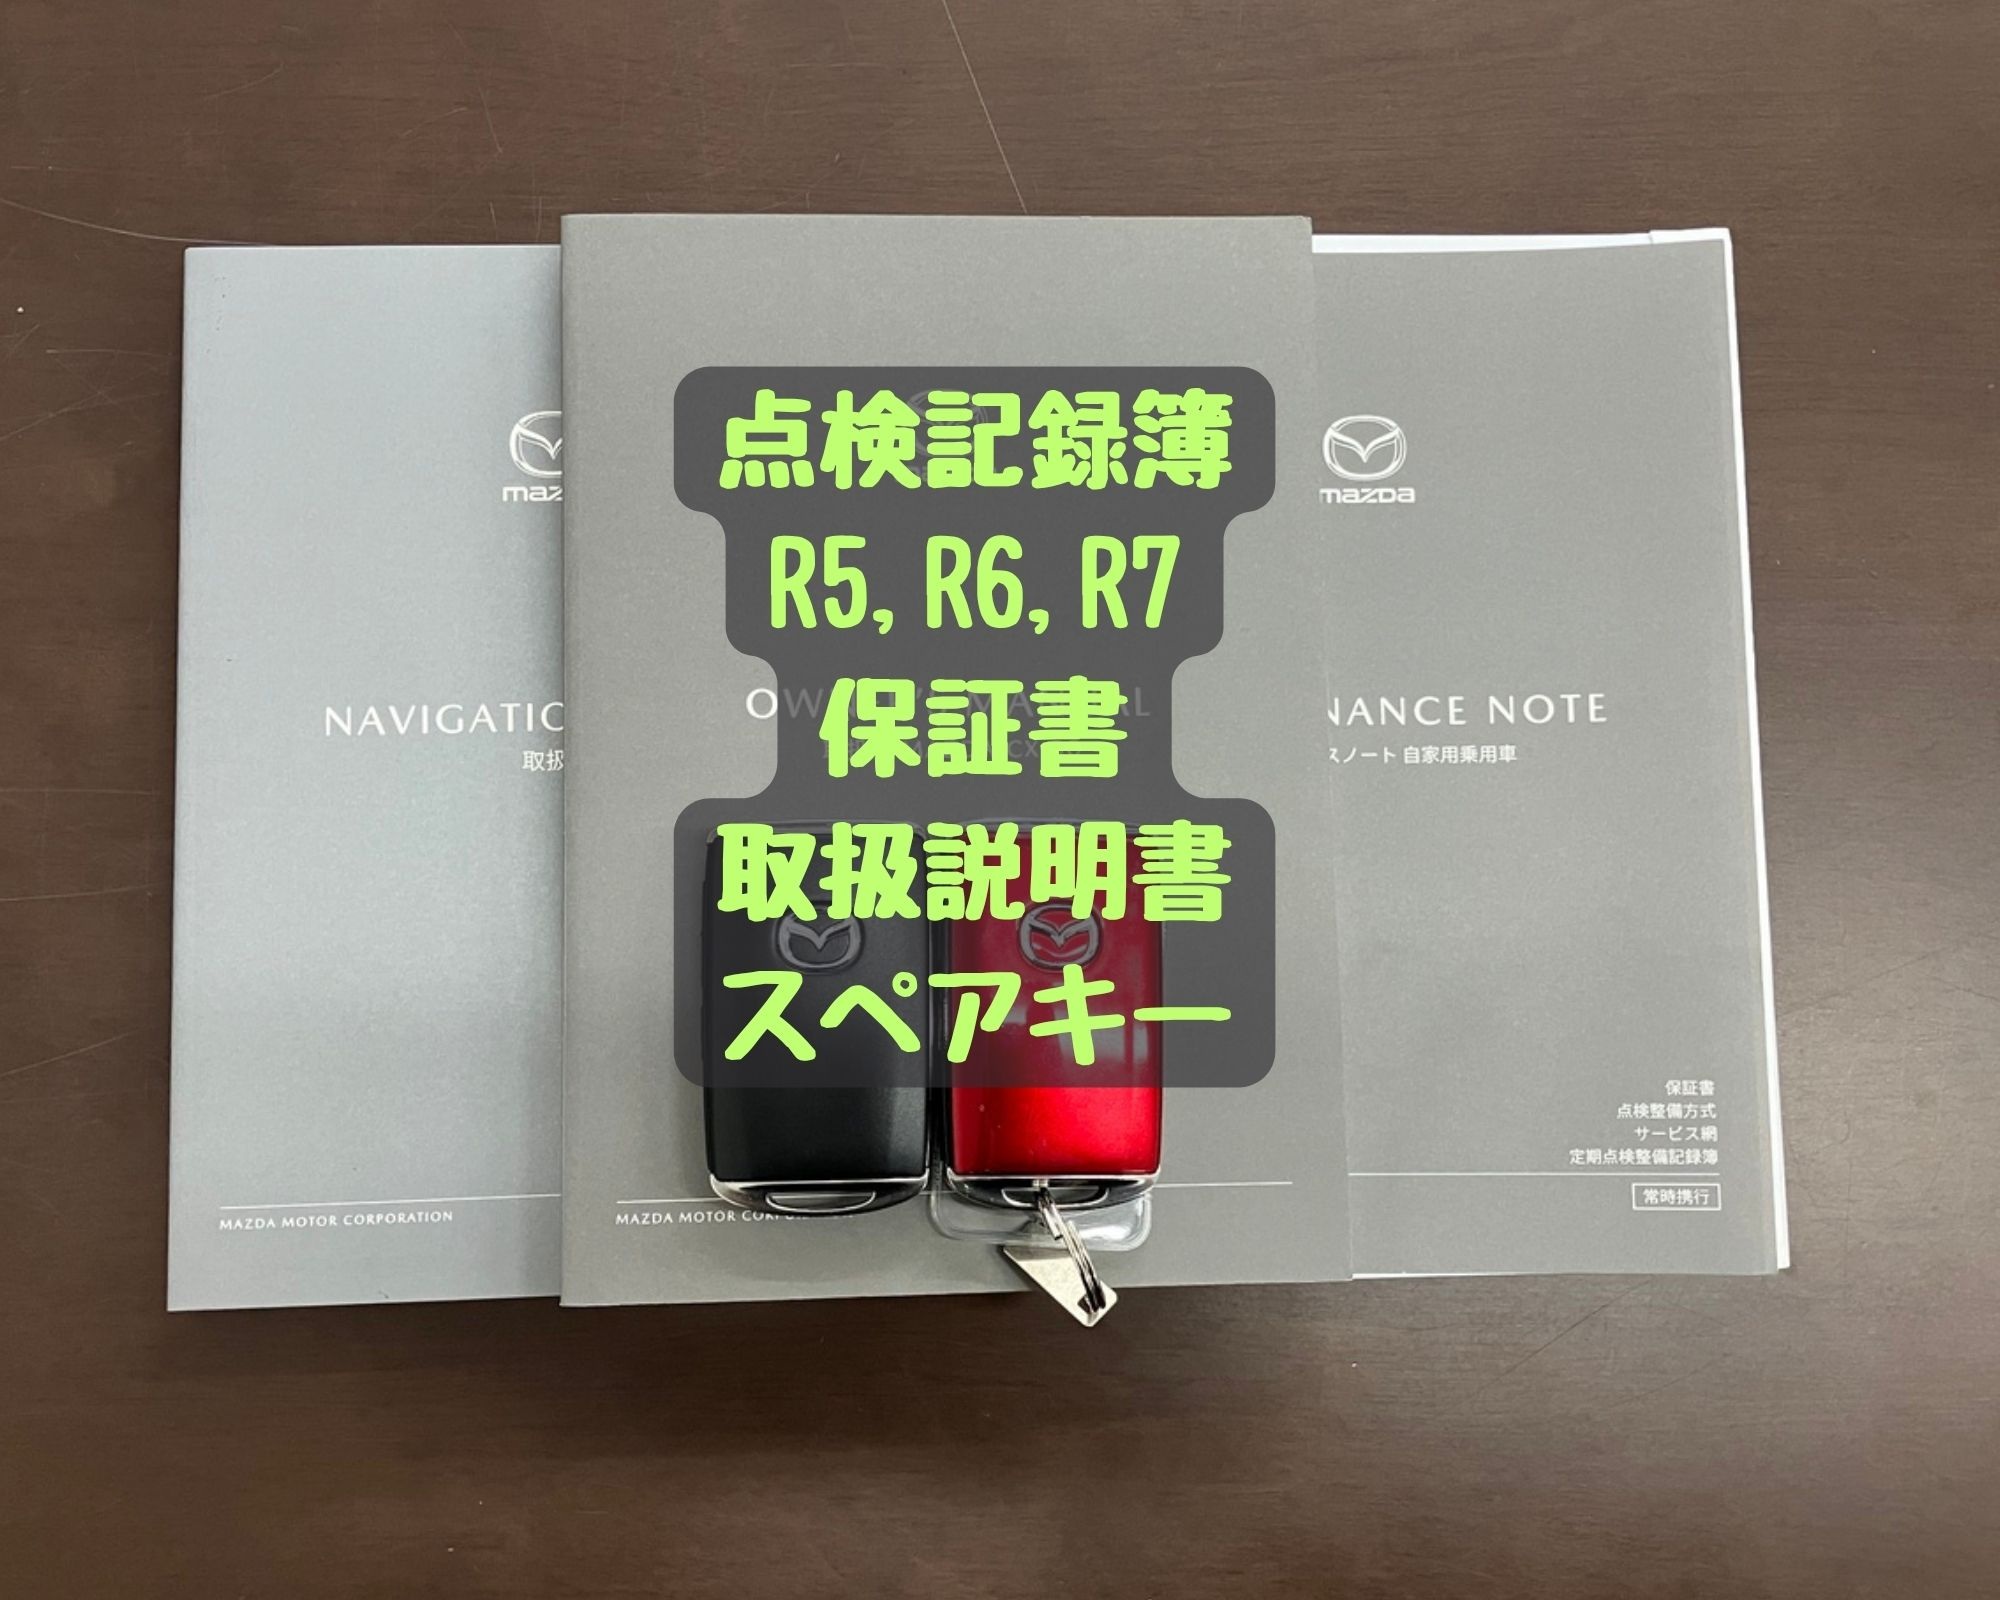 点検記録簿
R5, R6, R7
保証書
取扱説明書
スペアキー
mazda
NAVIGATIO
取扱
MAZDA MOTOR CORPORATION
MAZDA MOTOR
mazda
NANCE NOTE
スノート 自家用乗用車
保証書
点検整備方式
サービス網
定期点検整備記録簿
常時携行